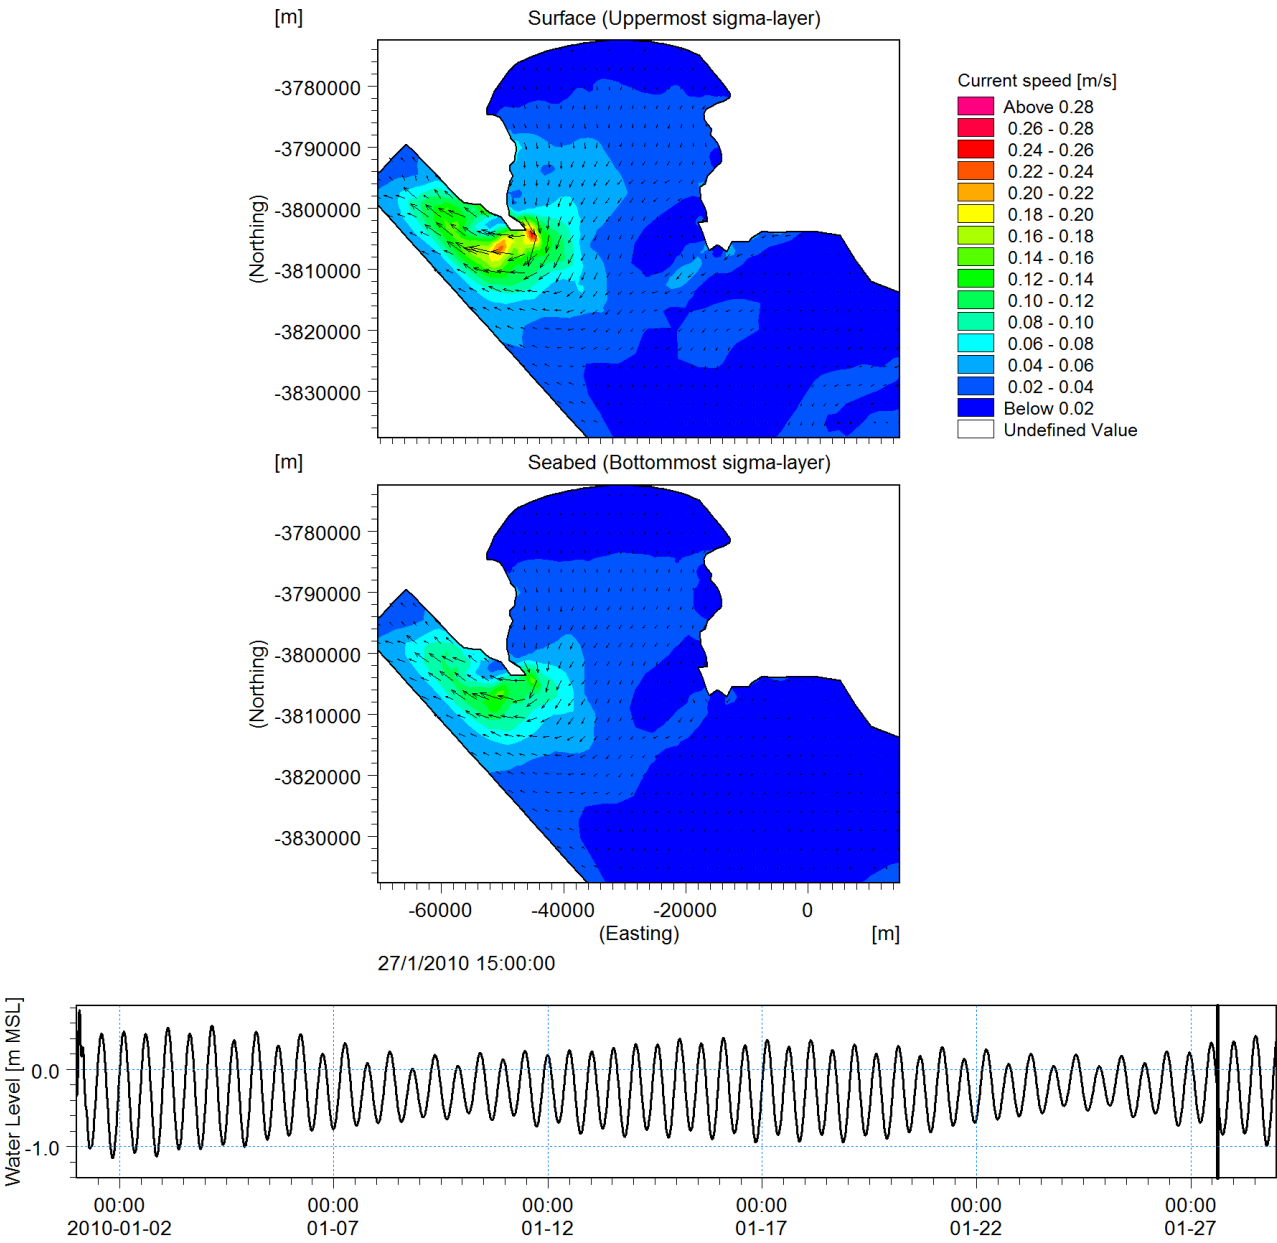 [m] Surface (Uppermost sigma-layer)
-3780000
-3790000
-3800000
-3810000
-3820000
-3830000
(Northing)
Current speed [m/s]
Above 0.28
0.26 - 0.28
0.24 - 0.26
0.22 - 0.24
0.20 - 0.22
0.18 - 0.20
0.16 - 0.18
0.14 - 0.16
0.12 - 0.14
0.10 - 0.12
0.08 - 0.10
0.06 - 0.08
0.04 - 0.06
0.02 - 0.04
Below 0.02
Undefined Value
[m] Seabed (Bottommost sigma-layer)
-3780000
-3790000
-3800000
-3810000
-3820000
-3830000
(Northing)
-60000 -40000 -20000 0
(Easting) [m]
27/1/2010 15:00:00
Water Level [m MSL]
0.0
-1.0
00:00 00:00 00:00 00:00 00:00 00:00
2010-01-02 01-07 01-12 01-17 01-22 01-27